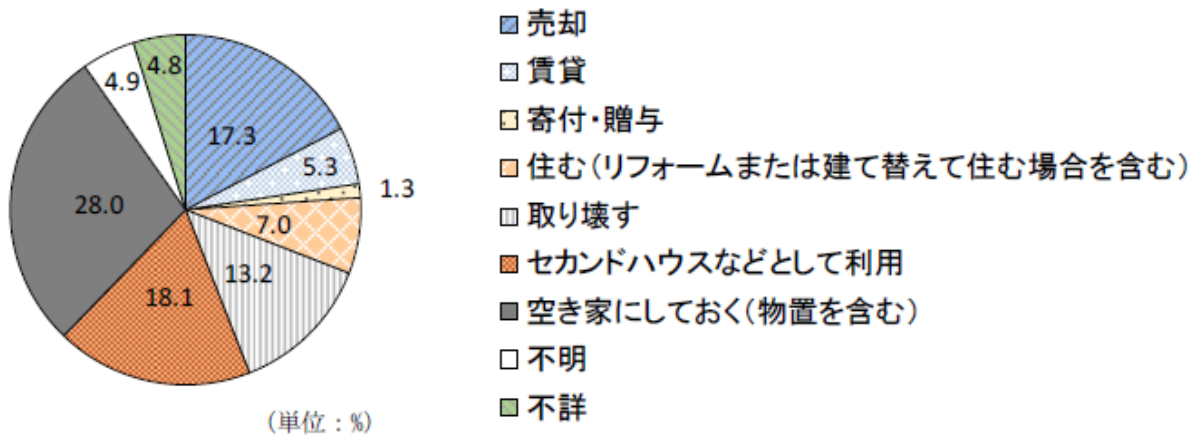 4.8
4.9
17.3
5.3
1.3
28.0
7.0
13.2
18.1
(単位:%)
売却
賃貸
寄付・贈与
住む(リフォームまたは建て替えて住む場合を含む)
取り壊す
セカンドハウスなどとして利用
空き家にしておく(物置を含む)
不明
不詳